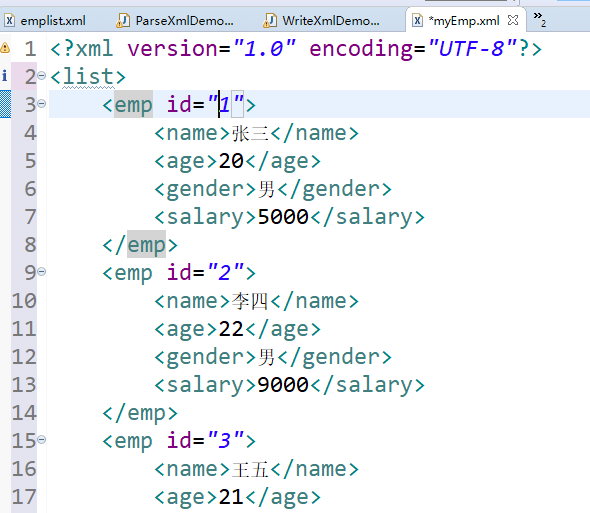 emplist.xml ParseXmlDemo... WriteXmlDemo... *myEmp.xml »2
1 <?xml version="1.0" encoding="UTF-8"?>
2 <list>
3 <emp id="1">
4 <name>张三</name>
5 <age>20</age>
6 <gender>男</gender>
7 <salary>5000</salary>
8 </emp>
9 <emp id="2">
10 <name>李四</name>
11 <age>22</age>
12 <gender>男</gender>
13 <salary>9000</salary>
14 </emp>
15 <emp id="3">
16 <name>王五</name>
17 <age>21</age>